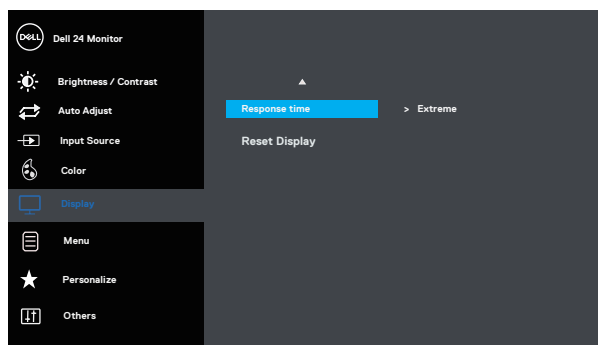 DELL Dell 24 Monitor
Brightness / Contrast
Auto Adjust
Response time > Extreme
Input Source
Reset Display
Color
Display
Menu
Personalize
Others